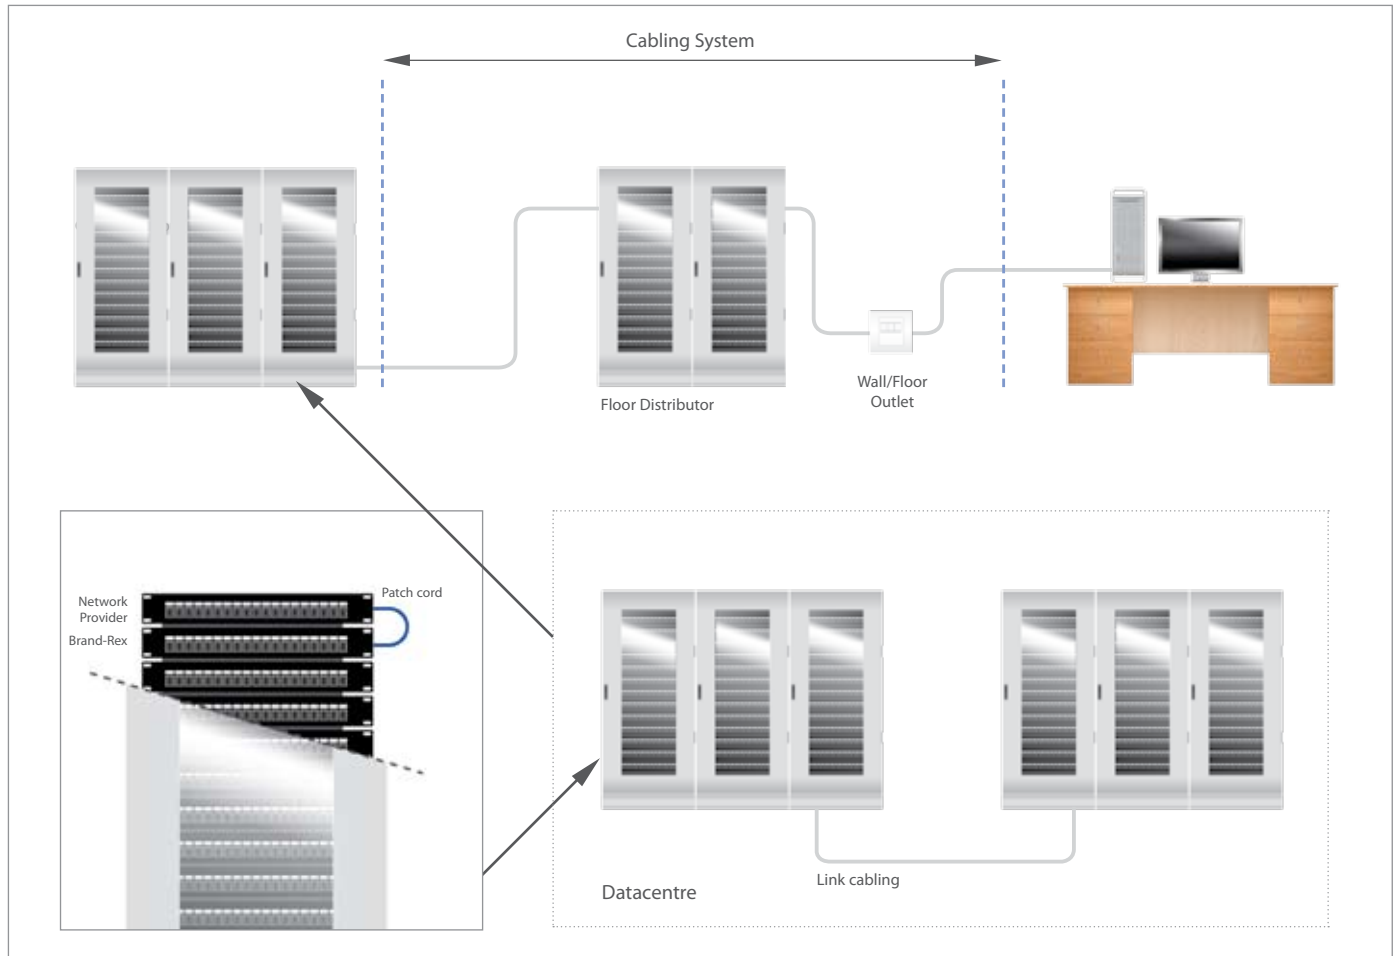 Cabling System
Floor Distributor
Wall/Floor
Outlet
Network
Provider
Brand-Rex
Patch cord
Link cabling
Datacentre